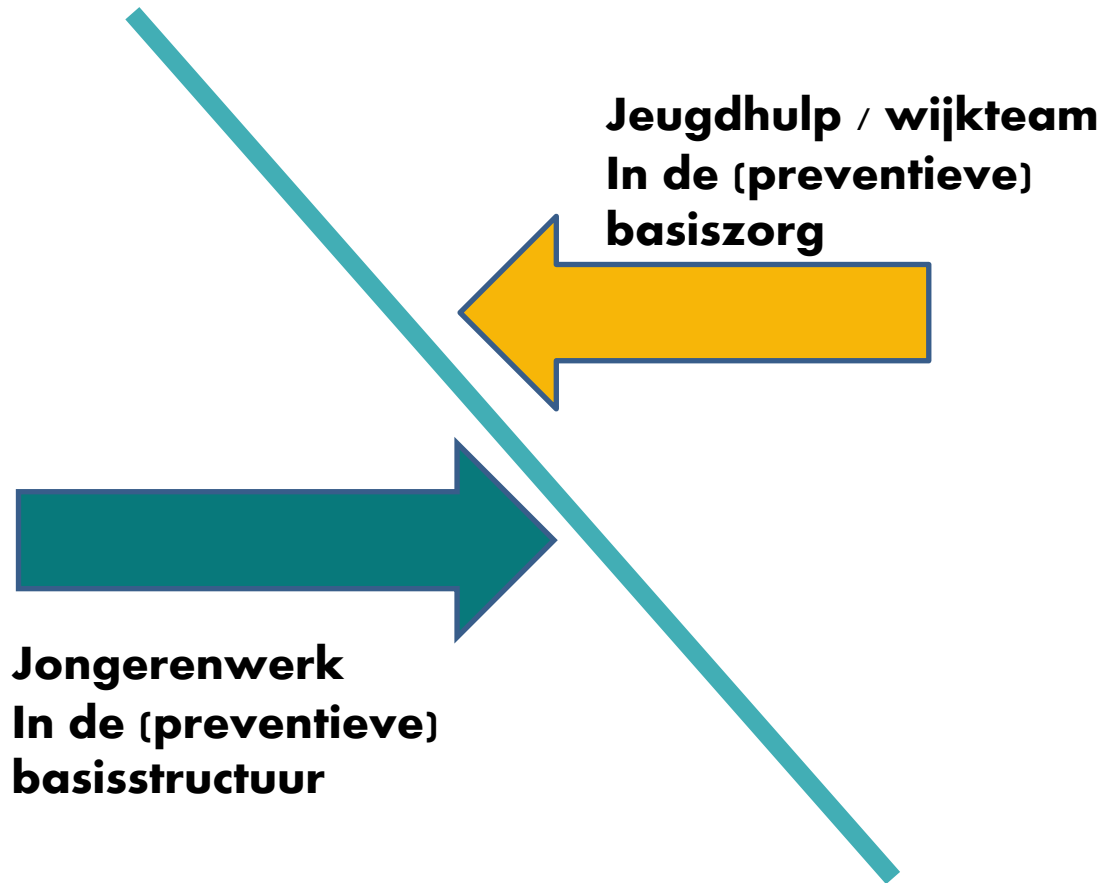 Jeugdhulp / wijkteam
In de (preventieve)
basiszorg
Jongerenwerk
In de (preventieve)
basisstructuur